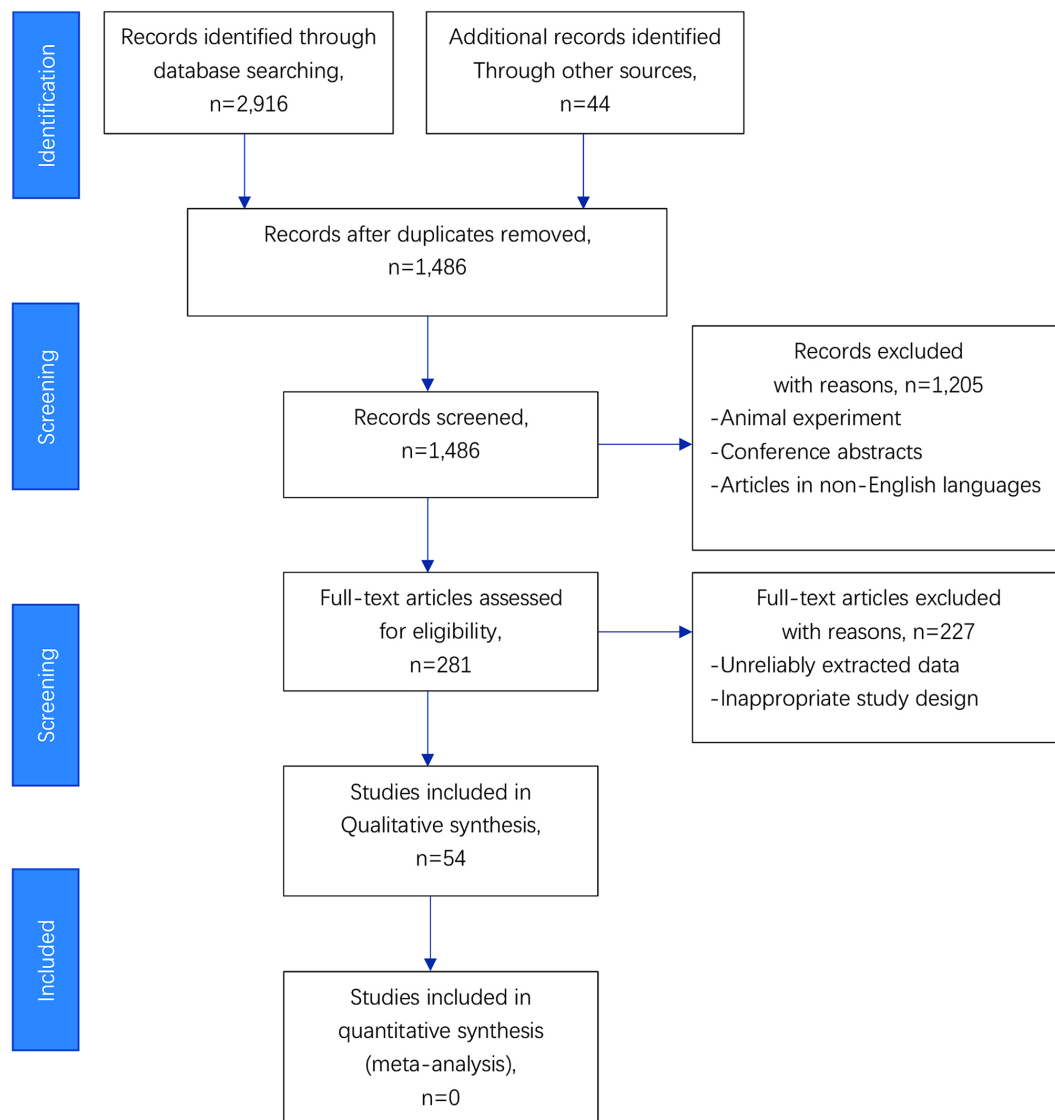 Identification
Records identified through
database searching,
n=2,916
Additional records identified
Through other sources,
n=44
Records after duplicates removed,
n=1,486
Screening
Records screened,
n=1,486
Records excluded
with reasons, n=1,205
-Animal experiment
-Conference abstracts
-Articles in non-English languages
Screening
Full-text articles assessed
for eligibility,
n=281
Full-text articles excluded
with reasons, n=227
-Unreliably extracted data
-Inappropriate study design
Studies included in
Qualitative synthesis,
n=54
Included
Studies included in
quantitative synthesis
(meta-analysis),
n=0